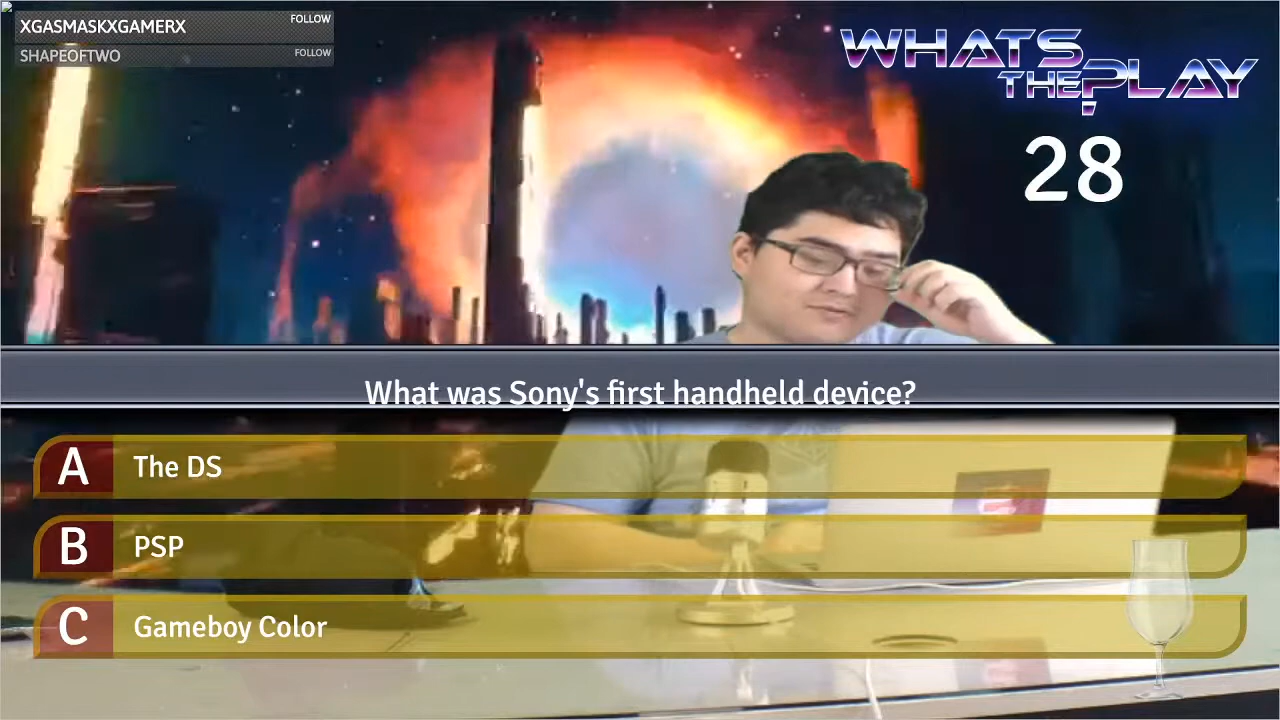 XGASMASKXGAMERX FOLLOW
SHAPEOFTWO FOLLOW
WHATS
THE PLAY
28
What was Sony's first handheld device?
A The DS
B PSP
C Gameboy Color